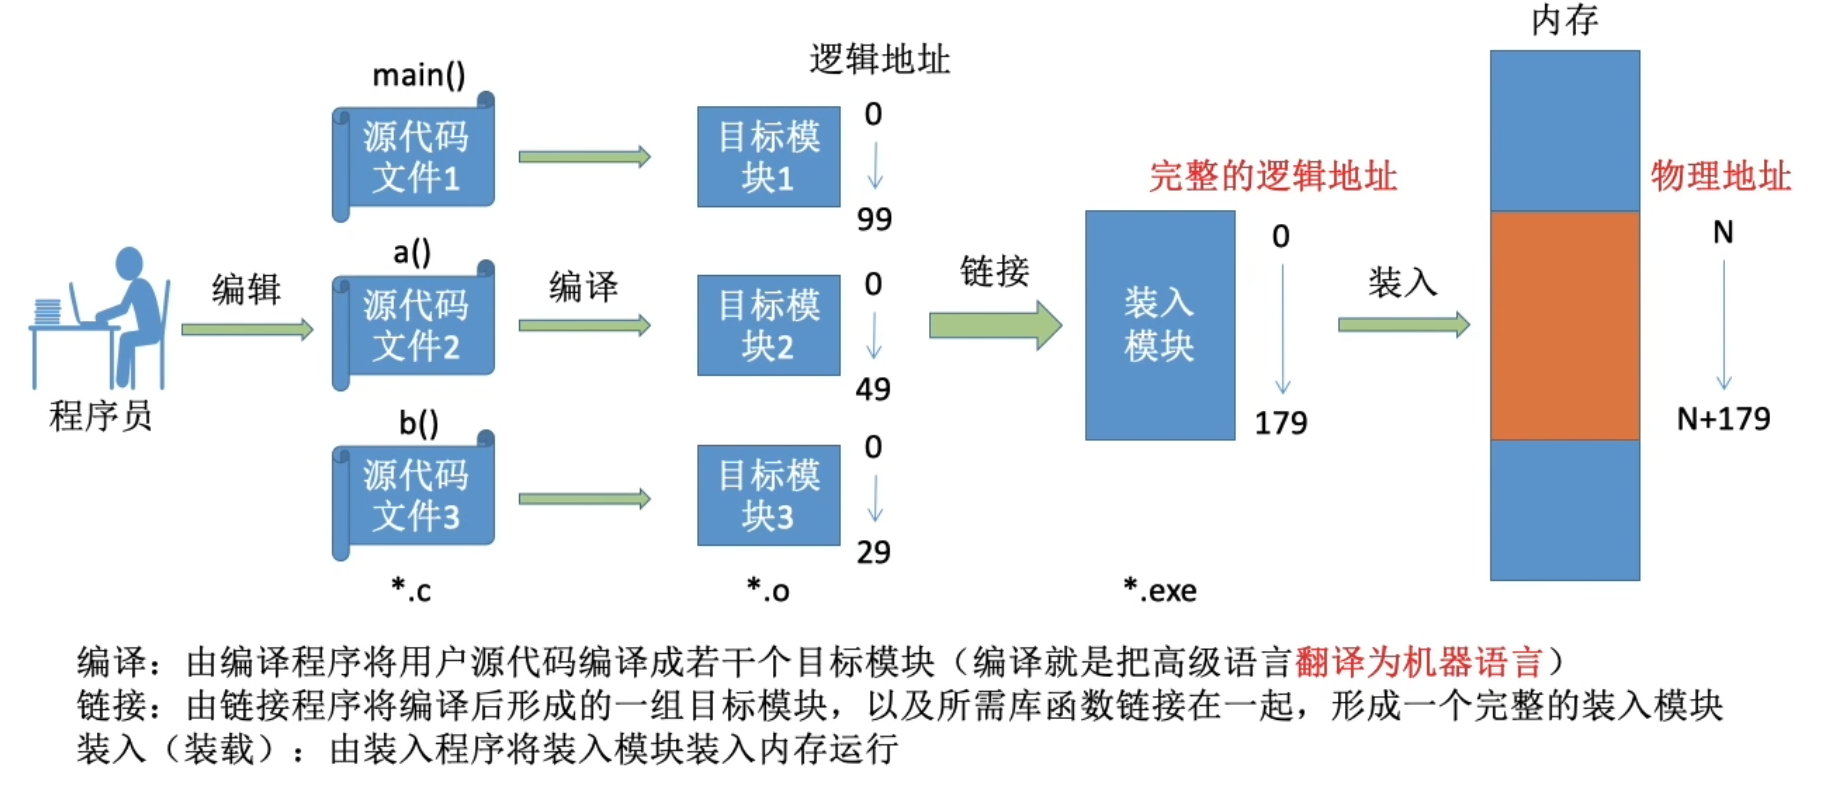 内存
逻辑地址
main()
源代码
文件1
目标模
块1
0
99
完整的逻辑地址
物理地址
a()
源代码
文件2
编辑
编译
目标模
块2
0
49
链接
装入
模块
0
179
装入
N
N+179
程序员
b()
源代码
文件3
目标模
块3
0
29
*.c
*.o
*.exe
编译：由编译程序将用户源代码编译成若干个目标模块（编译就是把高级语言翻译为机器语言）
链接：由链接程序将编译后形成的一组目标模块，以及所需库函数链接在一起，形成一个完整的装入模块
装入（装载）：由装入程序将装入模块装入内存运行